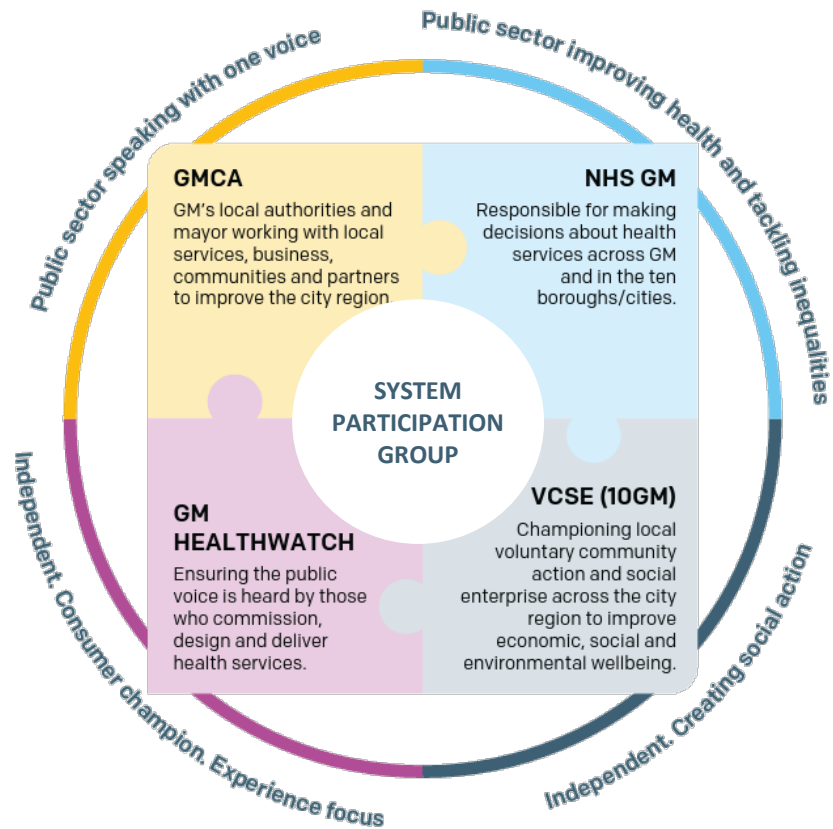 Public sector speaking with one voice
Public sector improving health and tackling inequalities
GMCA
GM's local authorities and
mayor working with local
services, business,
communities and partners
to improve the city region.
NHS GM
Responsible for making
decisions about health
services across GM
and in the ten
boroughs/cities.
SYSTEM
PARTICIPATION
GROUP
GM
HEALTHWATCH
Ensuring the public
voice is heard by those
who commission,
design and deliver
health services.
VCSE (10GM)
Championing local
voluntary community
action and social
enterprise across the city
region to improve
economic, social and
environmental wellbeing.
Independent. Consumer champion. Experience focus
Independent. Creating social action